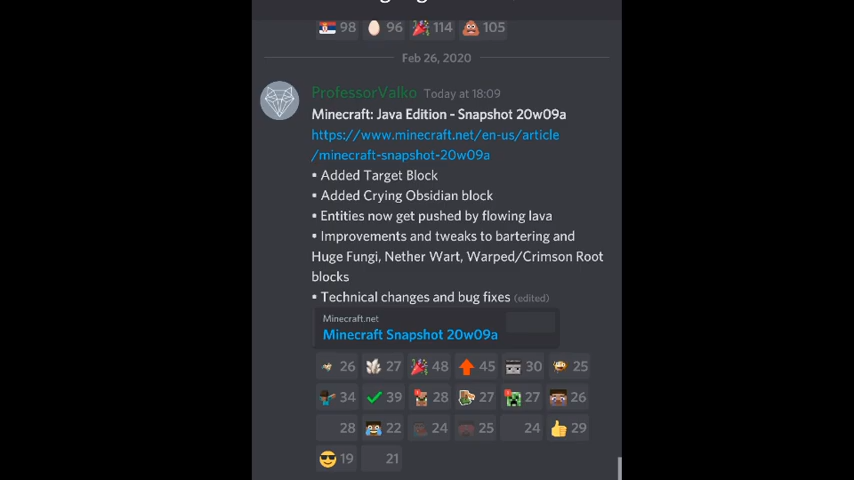 98 96 114 105
Feb 26, 2020
ProfessorValko Today at 18:09
Minecraft: Java Edition - Snapshot 20w09a
https://www.minecraft.net/en-us/article
/minecraft-snapshot-20w09a
▪ Added Target Block
▪ Added Crying Obsidian block
▪ Entities now get pushed by flowing lava
▪ Improvements and tweaks to bartering and
Huge Fungi, Nether Wart, Warped/Crimson Root
blocks
▪ Technical changes and bug fixes (edited)
Minecraft.net
Minecraft Snapshot 20w09a
26 27 48 45 30 25
34 39 28 27 27 26
28 22 24 25 24 29
19 21